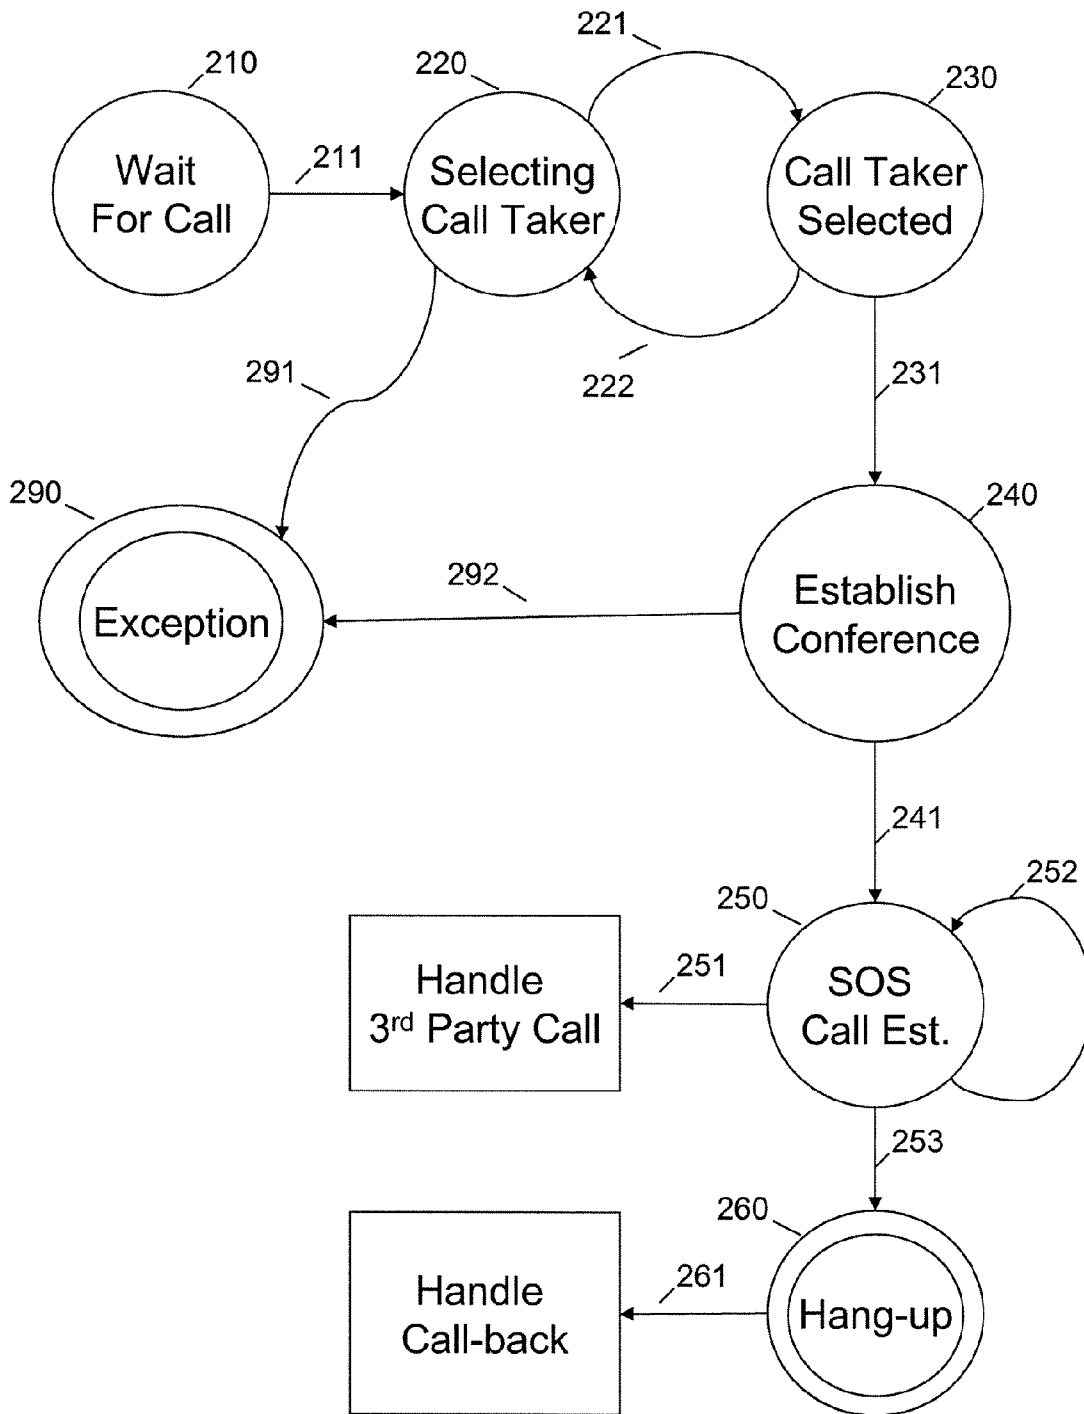 210
220
221
230
Wait
For Call
211
Selecting
Call Taker
Call Taker
Selected
291
222
231
290
240
292
Exception
Establish
Conference
241
252
250
Handle
3rd Party Call
251
SOS
Call Est.
253
260
Handle
Call-back
261
Hang-up